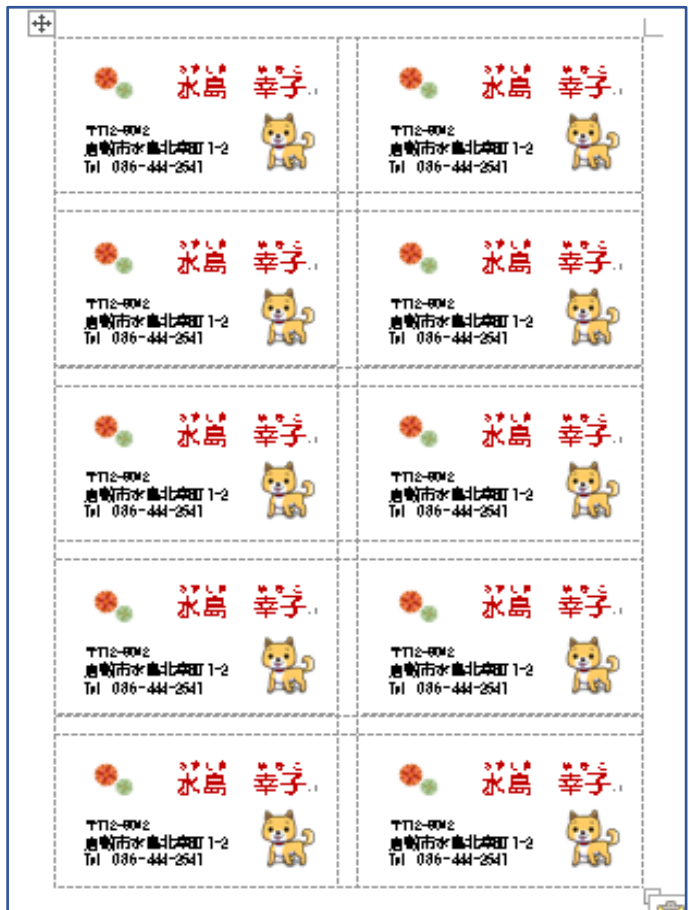 みずしま ゆきこ
水島 幸子
〒712-8042
倉敷市水島北幸町 1-2
Tel 086-444-2541
みずしま ゆきこ
水島 幸子
〒712-8042
倉敷市水島北幸町 1-2
Tel 086-444-2541
みずしま ゆきこ
水島 幸子
〒712-8042
倉敷市水島北幸町 1-2
Tel 086-444-2541
みずしま ゆきこ
水島 幸子
〒712-8042
倉敷市水島北幸町 1-2
Tel 086-444-2541
みずしま ゆきこ
水島 幸子
〒712-8042
倉敷市水島北幸町 1-2
Tel 086-444-2541
みずしま ゆきこ
水島 幸子
〒712-8042
倉敷市水島北幸町 1-2
Tel 086-444-2541
みずしま ゆきこ
水島 幸子
〒712-8042
倉敷市水島北幸町 1-2
Tel 086-444-2541
みずしま ゆきこ
水島 幸子
〒712-8042
倉敷市水島北幸町 1-2
Tel 086-444-2541
みずしま ゆきこ
水島 幸子
〒712-8042
倉敷市水島北幸町 1-2
Tel 086-444-2541
みずしま ゆきこ
水島 幸子
〒712-8042
倉敷市水島北幸町 1-2
Tel 086-444-2541